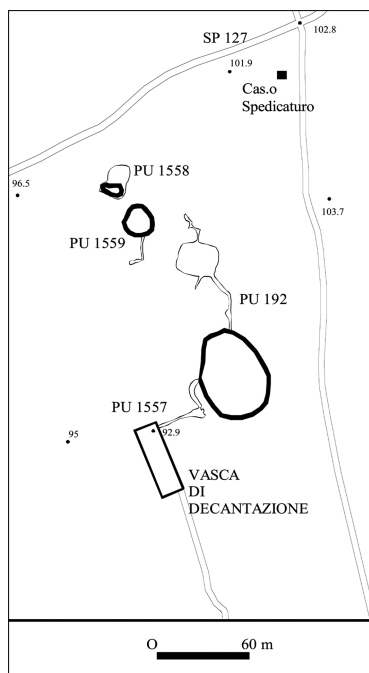 SP 127
102.8
101.9
Cas.o
Spedicaturo
PU 1558
96.5
103.7
PU 1559
PU 192
PU 1557
92.9
95
VASCA
DI
DECANTAZIONE
O 60 m